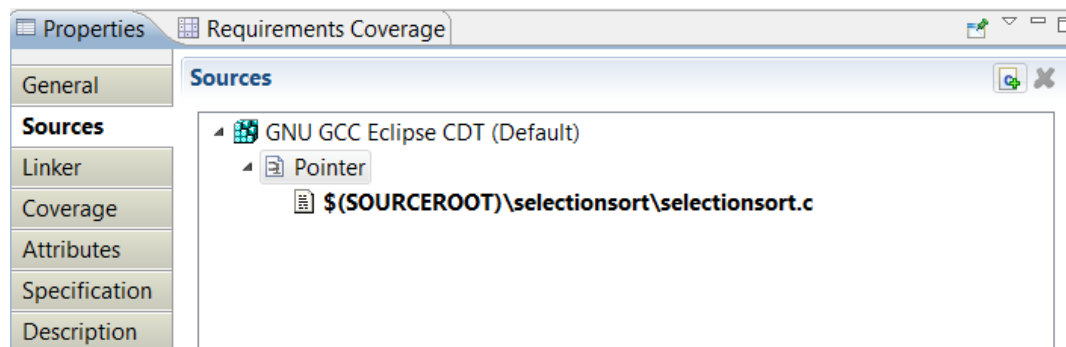 Properties
Requirements Coverage
General
Sources
Linker
Coverage
Attributes
Specification
Description
Sources
GNU GCC Eclipse CDT (Default)
Pointer
$(SOURCEROOT)\selectionsort\selectionsort.c